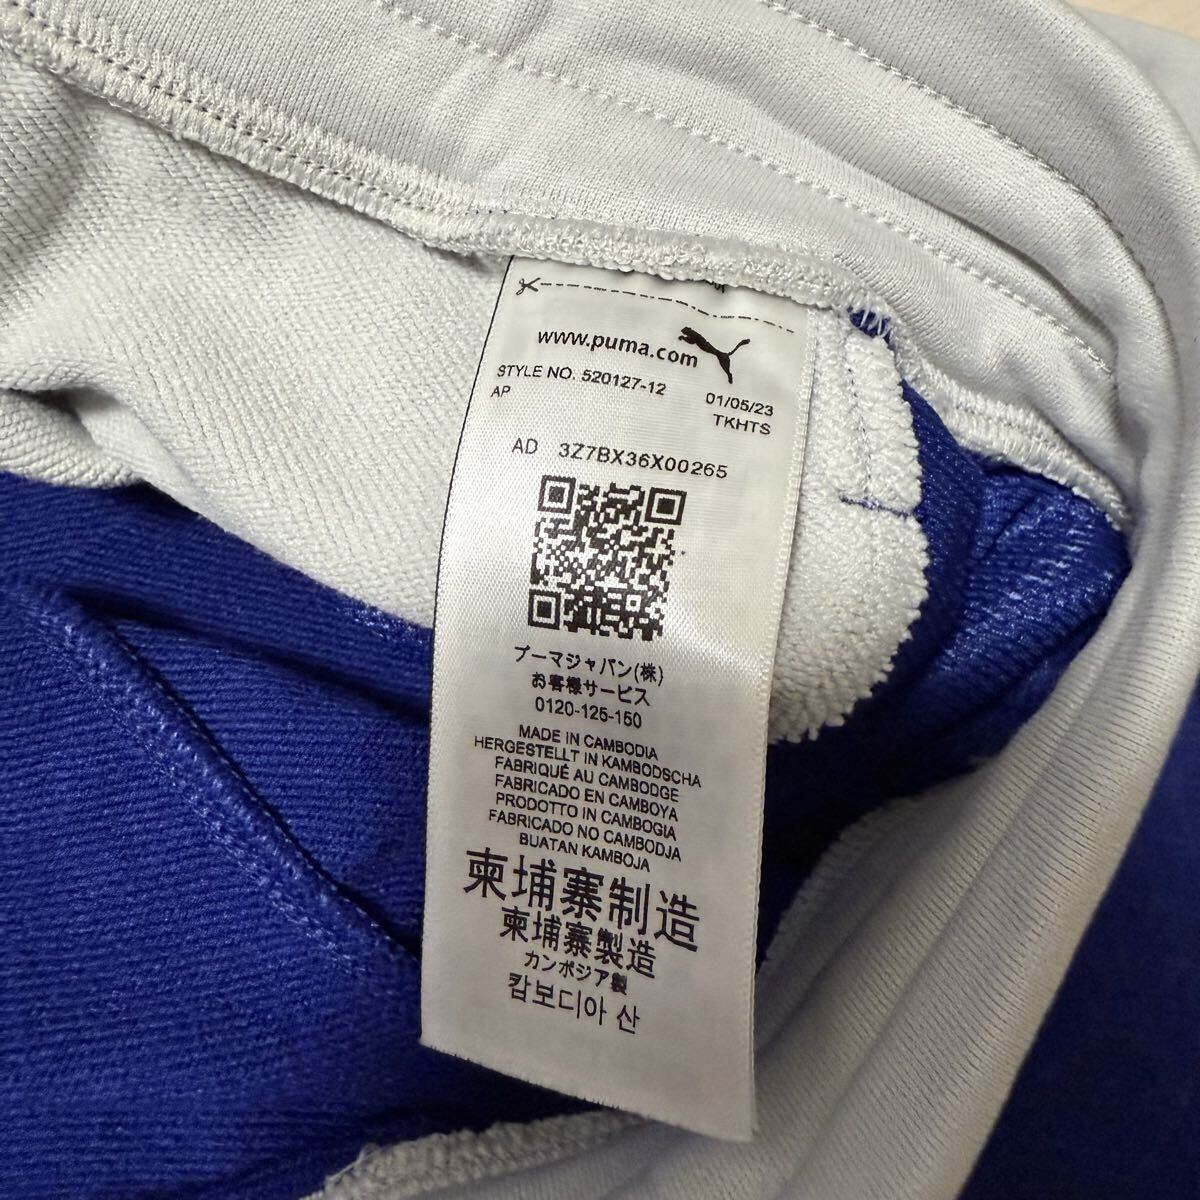 www.puma.com
STYLE NO. 520127-12
AP
01/05/23
TKHTS
AD 3Z7BX36X00265
プーマジャパン(株)
お客様サービス
0120-125-150
MADE IN CAMBODIA
HERGESTELLT IN KAMBODSCHA
FABRIQUÉ AU CAMBODGE
FABRICADO EN CAMBOYA
PRODOTTO IN CAMBOGIA
FABRICADO NO CAMBODJA
BUATAN KAMBOJA
柬埔寨制造
柬埔寨製造
カンボジア製
캄보디아 산